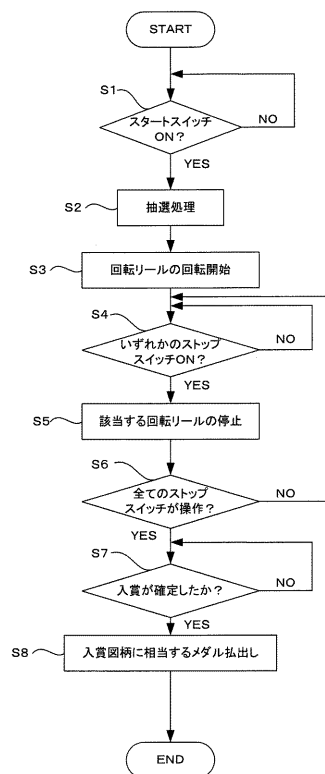 START
S1
スタートスイッチ
ON?
NO
YES
S2
抽選処理
S3
回転リールの回転開始
S4
いずれかのストップ
スイッチON?
NO
YES
S5
該当する回転リールの停止
S6
全てのストップ
スイッチが操作?
NO
YES
S7
入賞が確定したか?
NO
YES
S8
入賞図柄に相当するメダル払出し
END